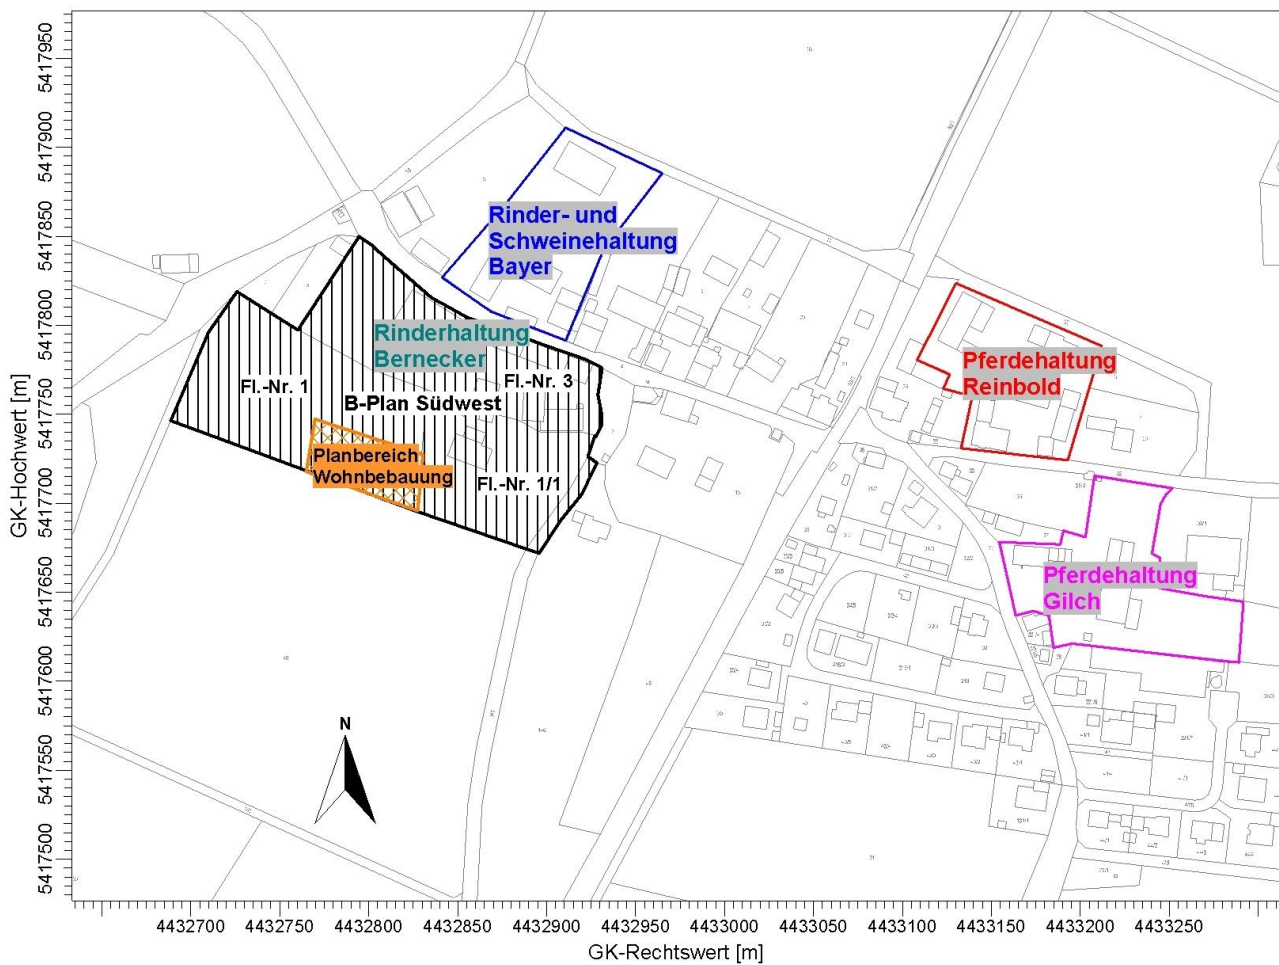 GK-Hochwert [m]
5417950
5417900
5417850
5417800
5417750
5417700
5417650
5417600
5417550
5417500
Rinder- und
Schweinehaltung
Bayer
Rinderhaltung
Bernecker
Fl.-Nr. 1
Fl.-Nr. 3
B-Plan Südwest
Planbereich
Wohnbebauung
Fl.-Nr. 1/1
Pferdehaltung
Reinbold
Pferdehaltung
Gilch
N
4432700 4432750 4432800 4432850 4432900 4432950 4433000 4433050 4433100 4433150 4433200 4433250
GK-Rechtswert [m]